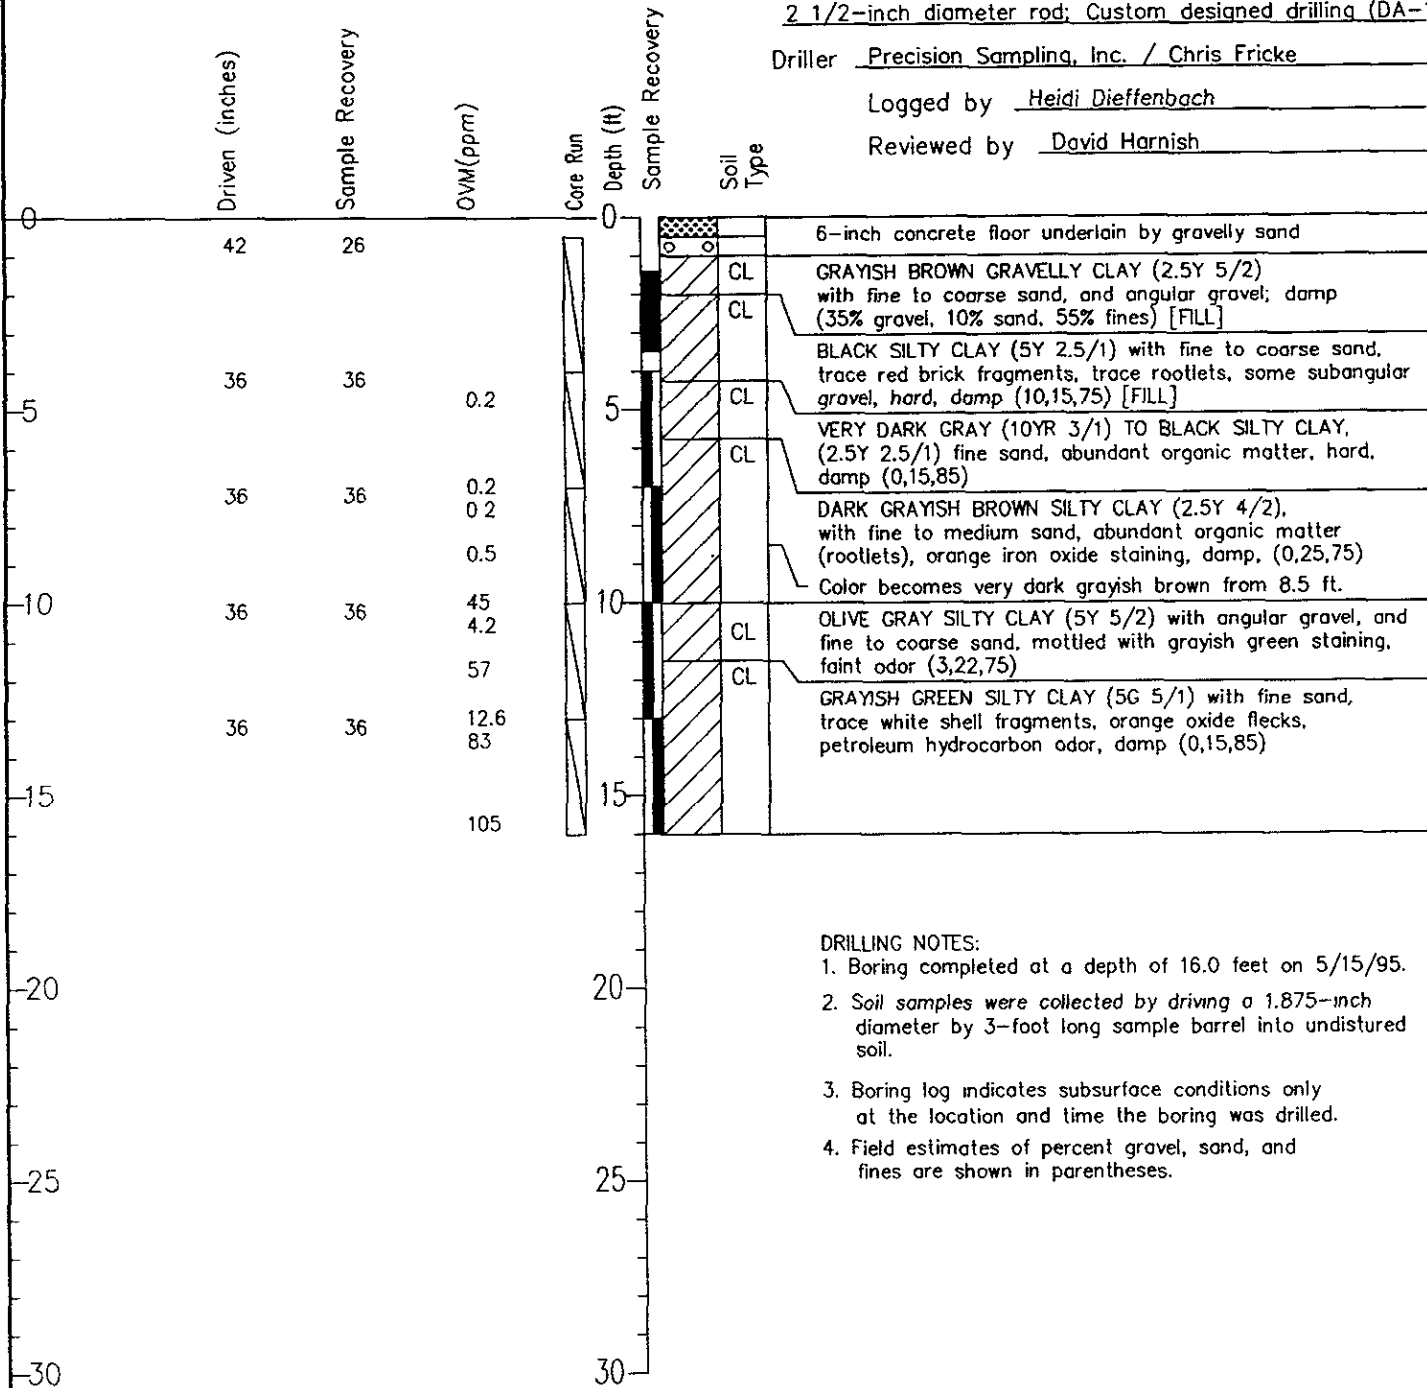 2 1/2-inch diameter rod; Custom designed drilling (DA-
Driller Precision Sampling, Inc. / Chris Fricke
Logged by Heidi Dieffenbach
Reviewed by David Harnish
Driven (inches)
Sample Recovery
OVM(ppm)
Core Run
Depth (ft)
Sample Recovery
Soil Type
0
0
6-inch concrete floor underlain by gravelly sand
42 26
CL
GRAYISH BROWN GRAVELLY CLAY (2.5Y 5/2)
with fine to coarse sand, and angular gravel; damp
(35% gravel, 10% sand, 55% fines) [FILL]
CL
BLACK SILTY CLAY (5Y 2.5/1) with fine to coarse sand,
trace red brick fragments, trace rootlets, some subangular
gravel, hard, damp (10,15,75) [FILL]
36 36
0.2
5
5
CL
VERY DARK GRAY (10YR 3/1) TO BLACK SILTY CLAY,
(2.5Y 2.5/1) fine sand, abundant organic matter, hard,
damp (0,15,85)
CL
36 36
0.2
0 2
0.5
DARK GRAYISH BROWN SILTY CLAY (2.5Y 4/2),
with fine to medium sand, abundant organic matter
(rootlets), orange iron oxide staining, damp, (0,25,75)
Color becomes very dark grayish brown from 8.5 ft.
10
10
36 36
45
4.2
57
CL
OLIVE GRAY SILTY CLAY (5Y 5/2) with angular gravel, and
fine to coarse sand, mottled with grayish green staining,
faint odor (3,22,75)
CL
GRAYISH GREEN SILTY CLAY (5G 5/1) with fine sand,
trace white shell fragments, orange oxide flecks,
petroleum hydrocarbon odor, damp (0,15,85)
36 36
12.6
83
15
15
105
DRILLING NOTES:
1. Boring completed at a depth of 16.0 feet on 5/15/95.
2. Soil samples were collected by driving a 1.875-inch
diameter by 3-foot long sample barrel into undistured
soil.
3. Boring log indicates subsurface conditions only
at the location and time the boring was drilled.
4. Field estimates of percent gravel, sand, and
fines are shown in parentheses.
20
20
25
25
30
30